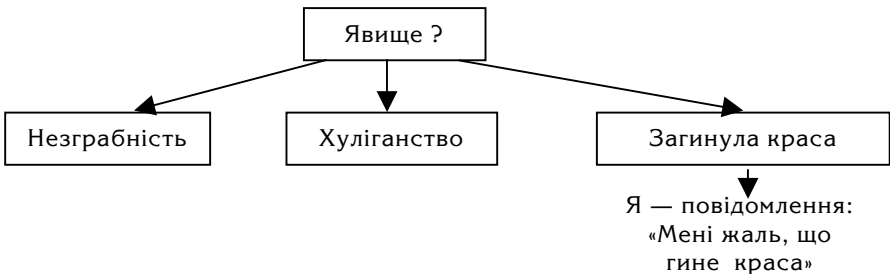 Явище ?
Незграбність
Хуліганство
Загинула краса
Я — повідомлення:
«Мені жаль, що
гине краса»